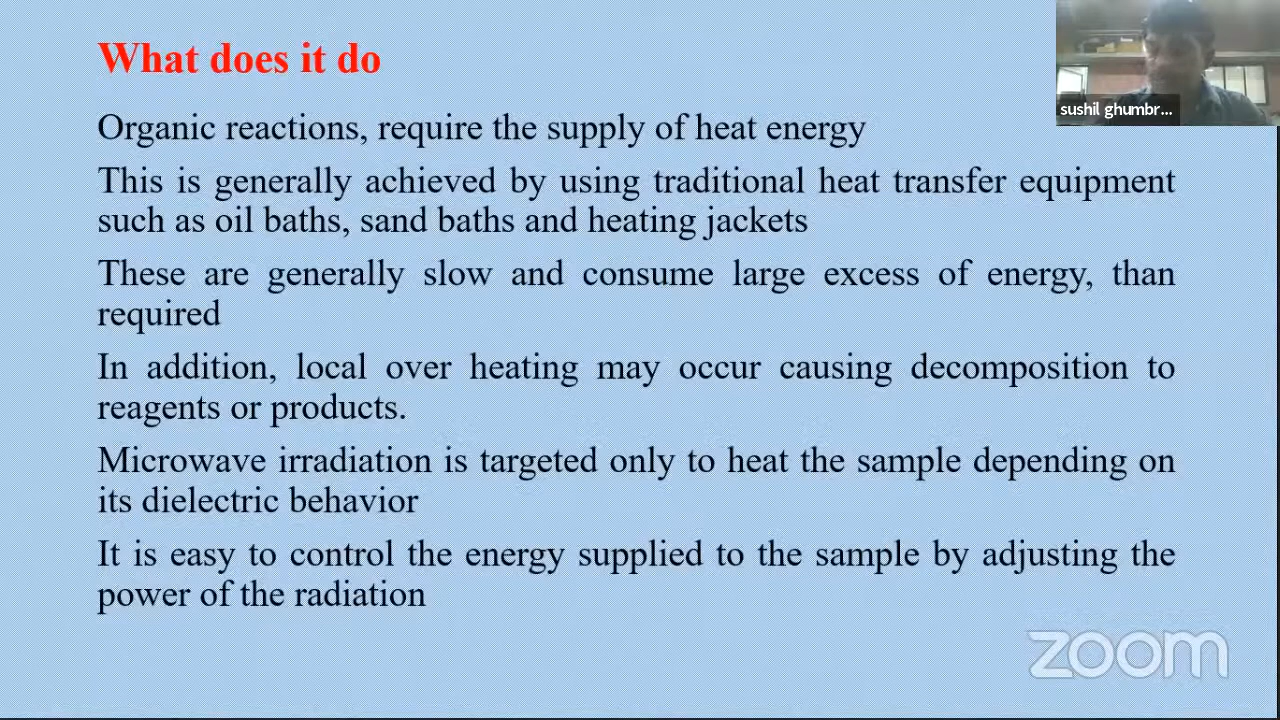 What does it do
sushil ghumbr...
Organic reactions, require the supply of heat energy
This is generally achieved by using traditional heat transfer equipment
such as oil baths, sand baths and heating jackets
These are generally slow and consume large excess of energy, than
required
In addition, local over heating may occur causing decomposition to
reagents or products.
Microwave irradiation is targeted only to heat the sample depending on
its dielectric behavior
It is easy to control the energy supplied to the sample by adjusting the
power of the radiation
zoom